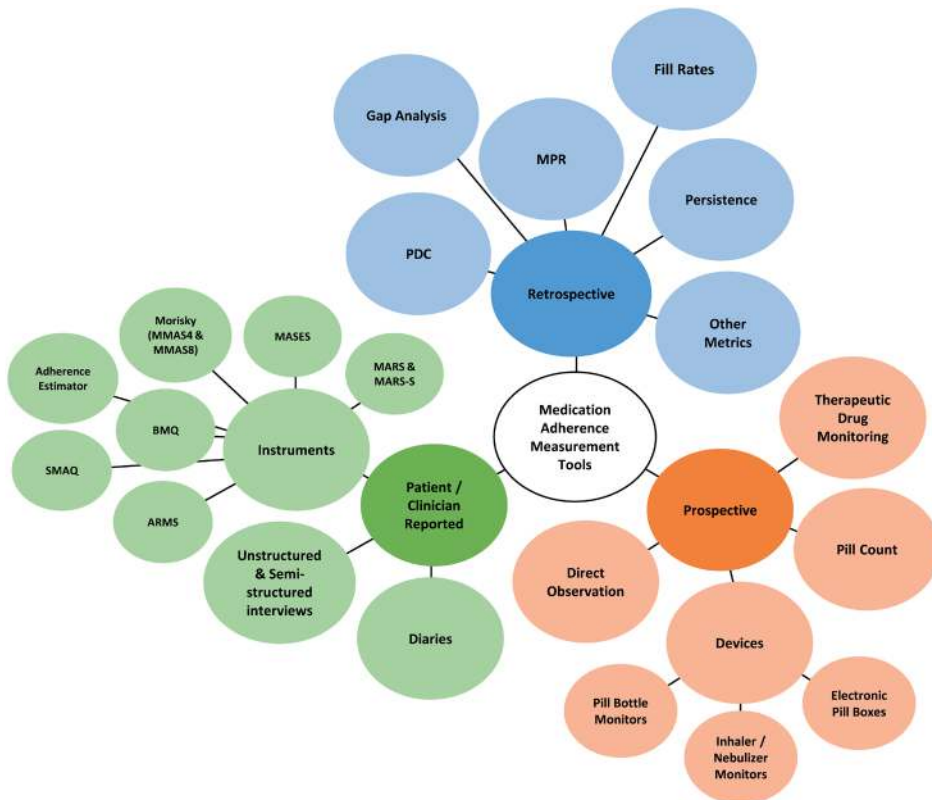 Fill Rates
Gap Analysis
MPR
Persistence
PDC
Retrospective
Other
Metrics
Morisky
(MMAS4 &
MMAS8)
MASES
MARS &
MARS-S
Adherence
Estimator
BMQ
Instruments
SMAQ
ARMS
Medication
Adherence
Measurement
Tools
Therapeutic
Drug
Monitoring
Patient /
Clinician
Reported
Prospective
Pill Count
Unstructured
& Semi-
structured
interviews
Direct
Observation
Diaries
Devices
Pill Bottle
Monitors
Electronic
Pill Boxes
Inhaler /
Nebulizer
Monitors